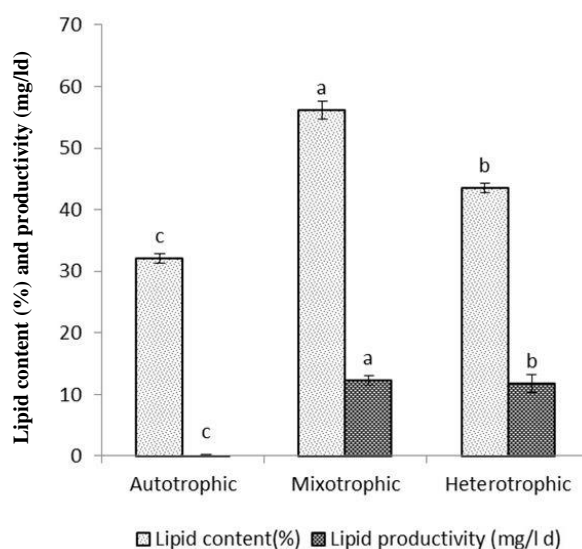 Lipid content (%) and productivity (mg/ld)
70
60
50
40
30
20
10
0
c
c
a
a
b
b
Autotrophic
Mixotrophic
Heterotrophic
Lipid content(%)
Lipid productivity (mg/l d)